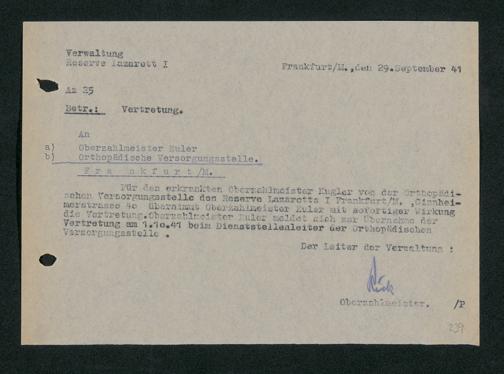 Verwaltung
Reserve Lazarett I
Frankfurt/M.,den 29.September 41
Az 25
Betr.: Vertretung.
An
a) Oberzahlmeister Euler
b) Orthopädische Versorgungsstelle.
Frankfurt/M.
Für den erkrankten Oberzahlmeister Kugler von der Orthopädi-
schen Versorgungsstelle des Reserve Lazaretts I Frankfurt/M. ,Ginnhei-
merstrasse 40 übernimmt Oberzahlmeister Euler mit sofortiger Wirkung
die Vertretung.Oberzahlmeister Euler meldet sich zur Übernahme der
Vertretung am 1.10.41 beim Dienststellenleiter der Orthopädischen
Versorgungsstelle .
Der Leiter der Verwaltung :
Oberzahlmeister. /P
239